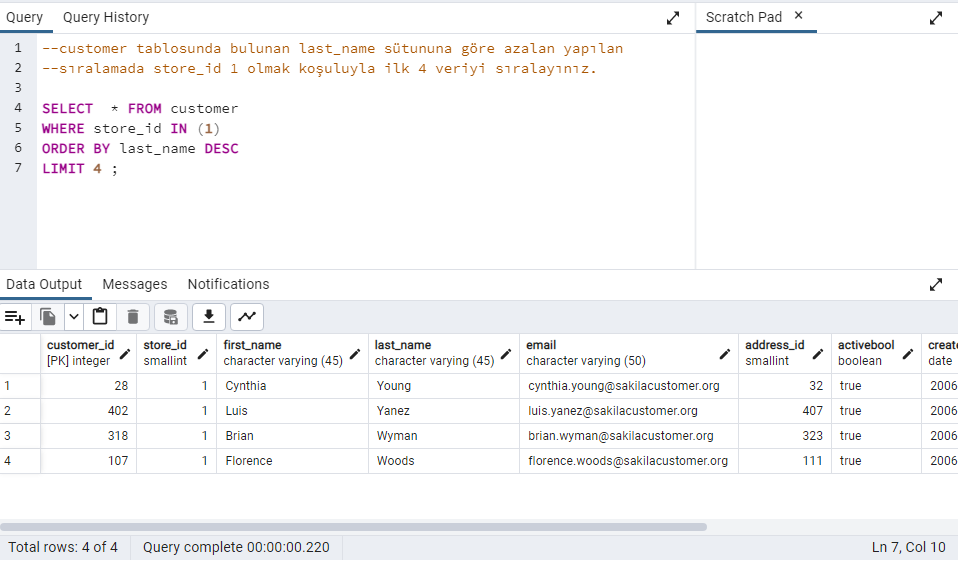 Query Query History Scratch Pad ×
1 --customer tablosunda bulunan last_name sütununa göre azalan yapılan
2 --sıralamada store_id 1 olmak koşuluyla ilk 4 veriyi sıralayınız.
3
4 SELECT * FROM customer
5 WHERE store_id IN (1)
6 ORDER BY last_name DESC
7 LIMIT 4 ;
Data Output Messages Notifications
customer_id store_id first_name last_name email address_id activebool create
[PK] integer smallint character varying (45) character varying (45) character varying (50) smallint boolean date
1 28 1 Cynthia Young cynthia.young@sakilacustomer.org 32 true 2006
2 402 1 Luis Yanez luis.yanez@sakilacustomer.org 407 true 2006
3 318 1 Brian Wyman brian.wyman@sakilacustomer.org 323 true 2006
4 107 1 Florence Woods florence.woods@sakilacustomer.org 111 true 2006
Total rows: 4 of 4 Query complete 00:00:00.220 Ln 7, Col 10